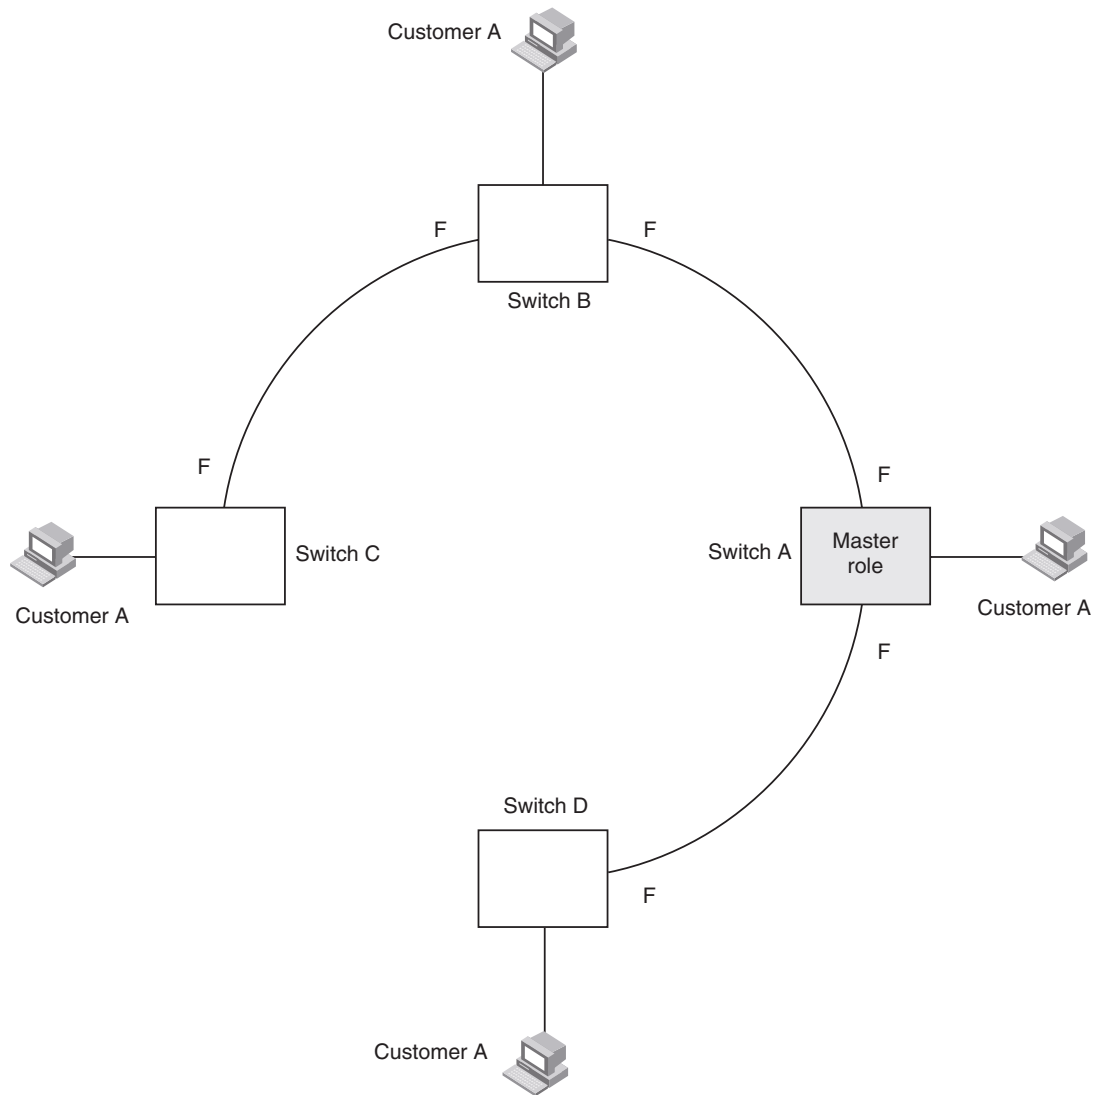 Customer A
F
F
Switch B
F
F
Switch C
Switch A
Master
role
Customer A
Customer A
F
Switch D
F
Customer A